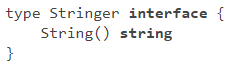 type Stringer interface {
    String() string
}